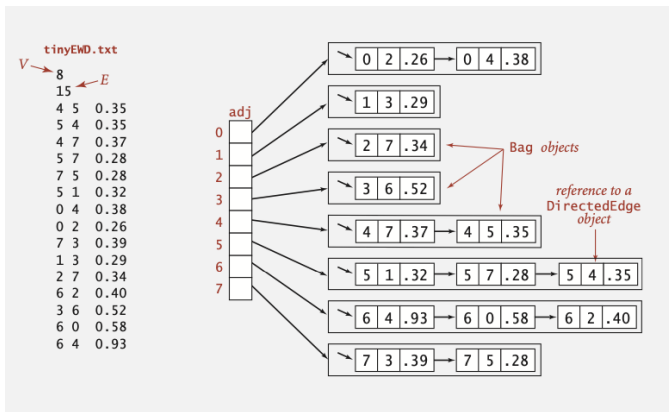 tinyEWD.txt
V
8
E
15
4 5 0.35
5 4 0.35
4 7 0.37
5 7 0.28
7 5 0.28
5 1 0.32
0 4 0.38
0 2 0.26
7 3 0.39
1 3 0.29
2 7 0.34
6 2 0.40
3 6 0.52
6 0 0.58
6 4 0.93
adj
0
1
2
3
4
5
6
7
0 2 .26 0 4 .38
1 3 .29
2 7 .34
Bag objects
3 6 .52
reference to a
DirectedEdge
object
4 7 .37 4 5 .35
5 1 .32 5 7 .28 5 4 .35
6 4 .93 6 0 .58 6 2 .40
7 3 .39 7 5 .28